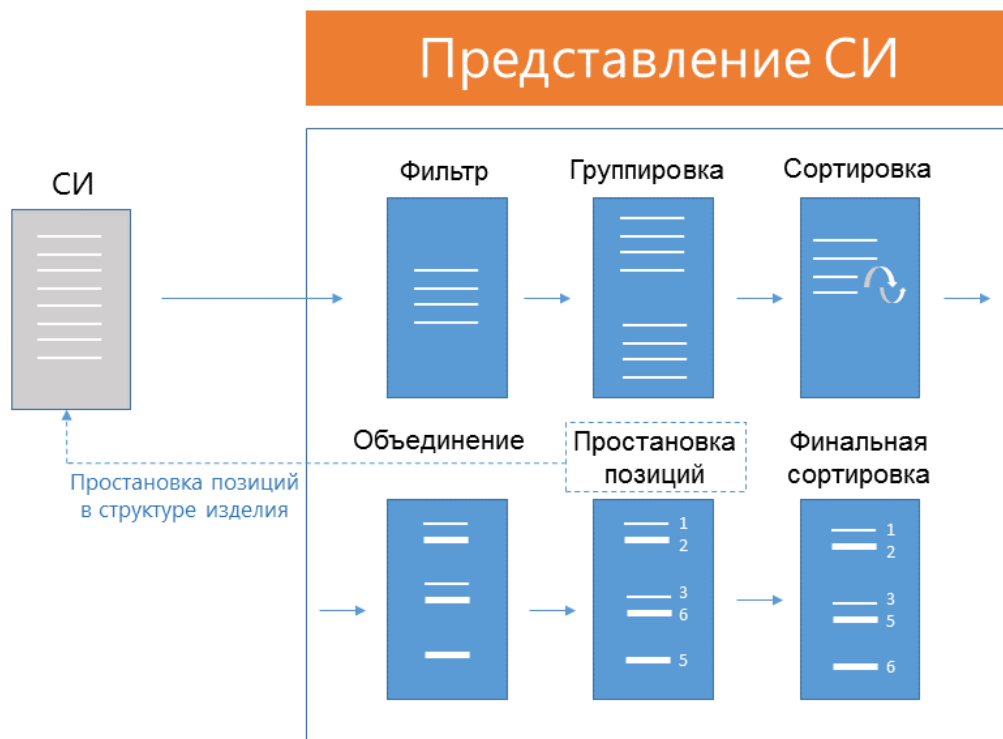 Представление СИ
СИ
Фильтр
Группировка
Сортировка
Объединение
Простановка
позиций
Финальная
сортировка
Простановка позиций
в структуре изделия
1
2
3
6
5
1
2
3
5
6